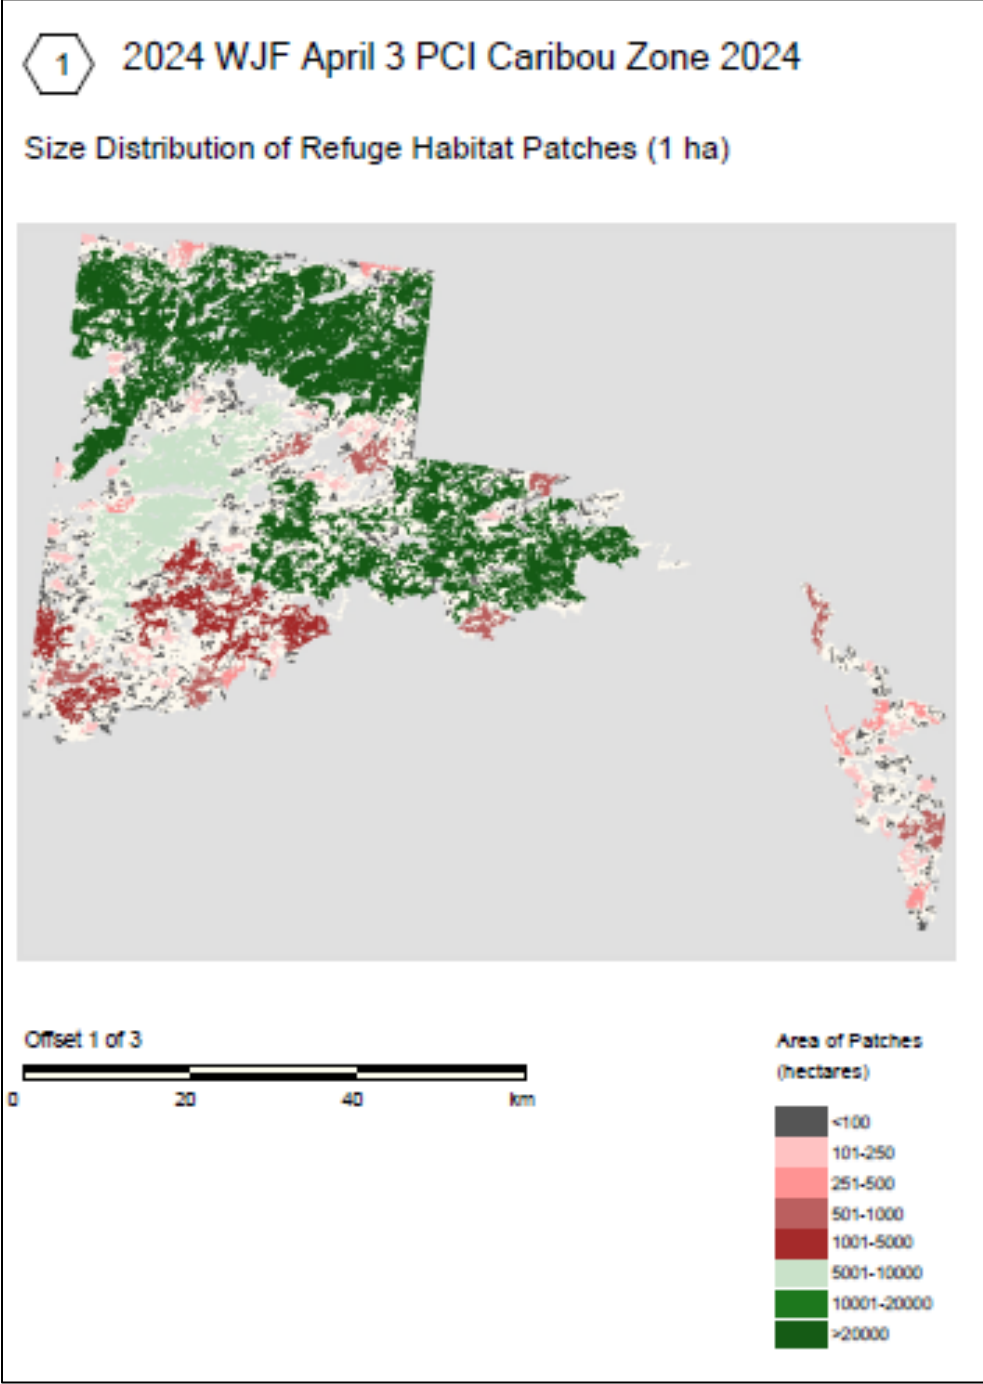 1 2024 WJF April 3 PCI Caribou Zone 2024
Size Distribution of Refuge Habitat Patches (1 ha)
Offset 1 of 3
0 20 40 km
Area of Patches
(hectares)
<100
101-250
251-500
501-1000
1001-5000
5001-10000
10001-20000
>20000